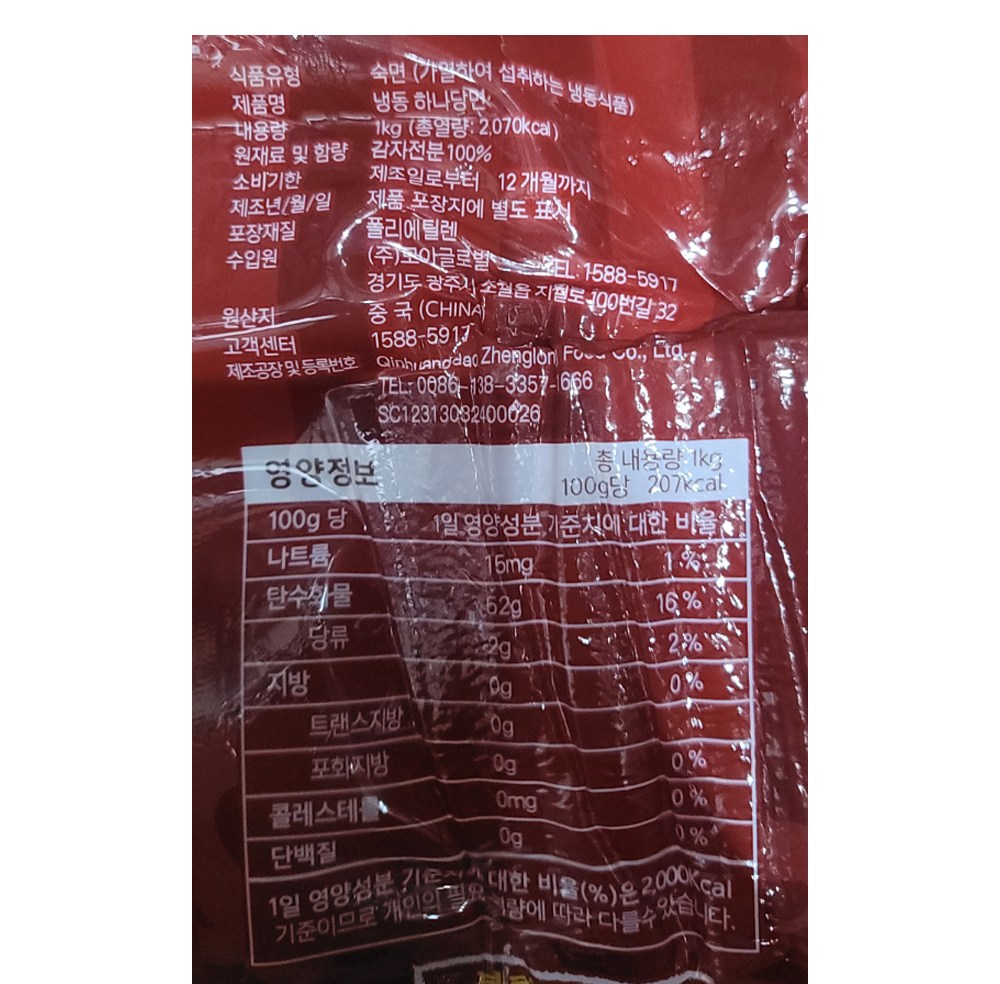 식품유형 숙면 (가열하여 섭취하는 냉동식품)
제품명 냉동 하나당면
내용량 1kg (총열량: 2,070kcal)
원재료 및 함량 감자전분100%
소비기한 제조일로부터 12개월까지
제조년/월/일 제품 포장지에 별도 표시
포장재질 폴리에틸렌
수입원 (주)모아글로벌 TEL: 1588-5917
경기도 광주시 초월읍 지월로 100번길 32
원산지 중국 (CHINA)
고객센터 1588-5917
제조공장 및 등록번호 Zhenglong Food Co., Ltd.
TEL: 0086-138-3357-1666
SC12313032400026
영양정보 총 내용량 1kg
100g당 207kcal
100g 당 1일 영양성분 기준치에 대한 비율
나트륨 15mg 1 %
탄수화물 52g 16 %
당류 2g 2 %
지방 0g 0 %
트랜스지방 0g
포화지방 0g 0 %
콜레스테롤 0mg 0 %
단백질 0g 0 %
1일 영양성분 기준치에 대한 비율(%)은 2,000Kcal
기준이므로 개인의 필요 열량에 따라 다를수 있습니다.